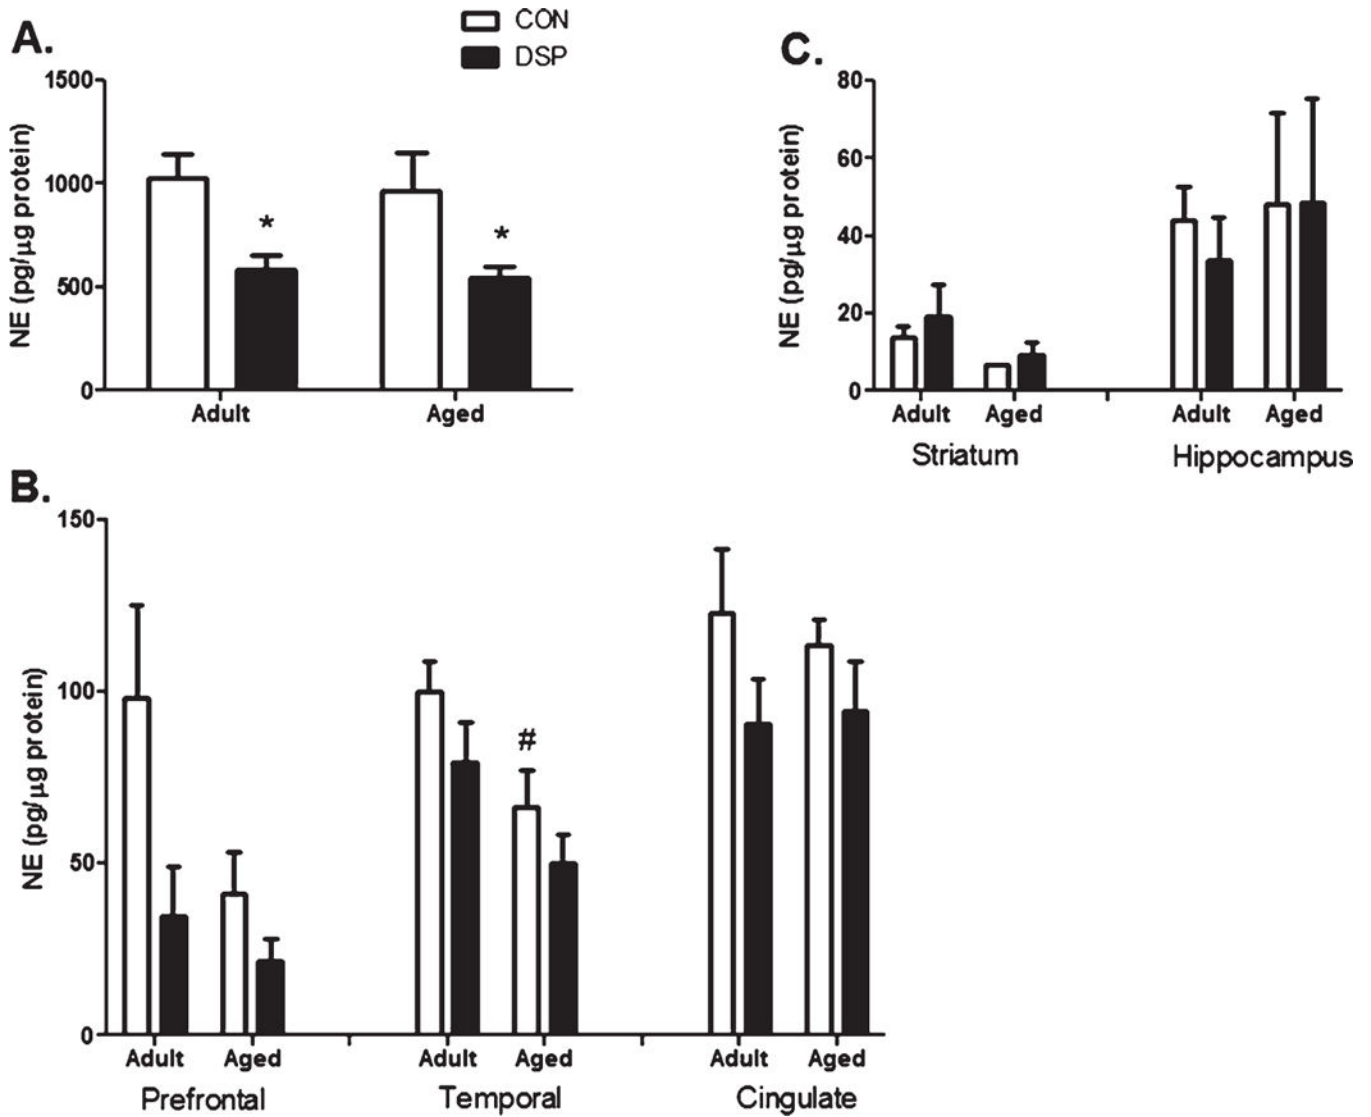 A.
CON
DSP
NE (pg/µg protein)
1500
1000
500
0
*
*
Adult
Aged
C.
NE (pg/µg protein)
80
60
40
20
0
Adult
Aged
Adult
Aged
Striatum
Hippocampus
B.
NE (pg/µg protein)
150
100
50
0
#
Adult
Aged
Adult
Aged
Adult
Aged
Prefrontal
Temporal
Cingulate